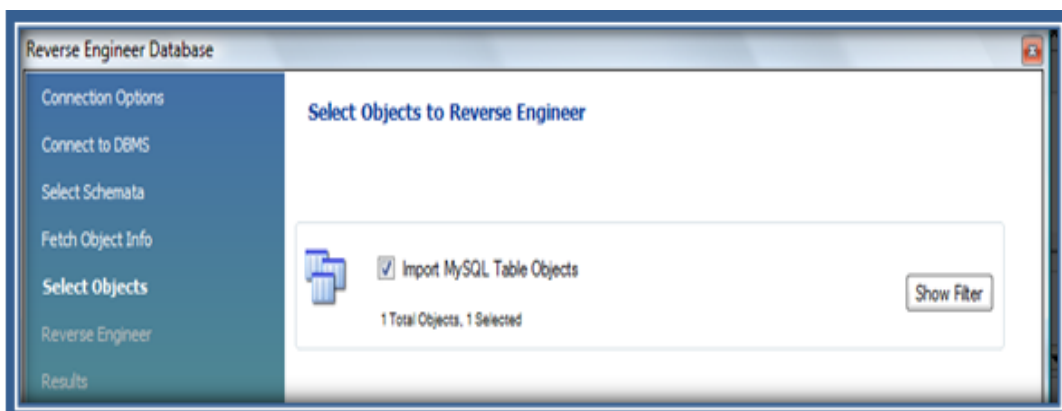 Reverse Engineer Database
Connection Options
Connect to DBMS
Select Schemata
Fetch Object Info
Select Objects
Reverse Engineer
Results
Select Objects to Reverse Engineer
Import MySQL Table Objects
1 Total Objects, 1 Selected
Show Filter